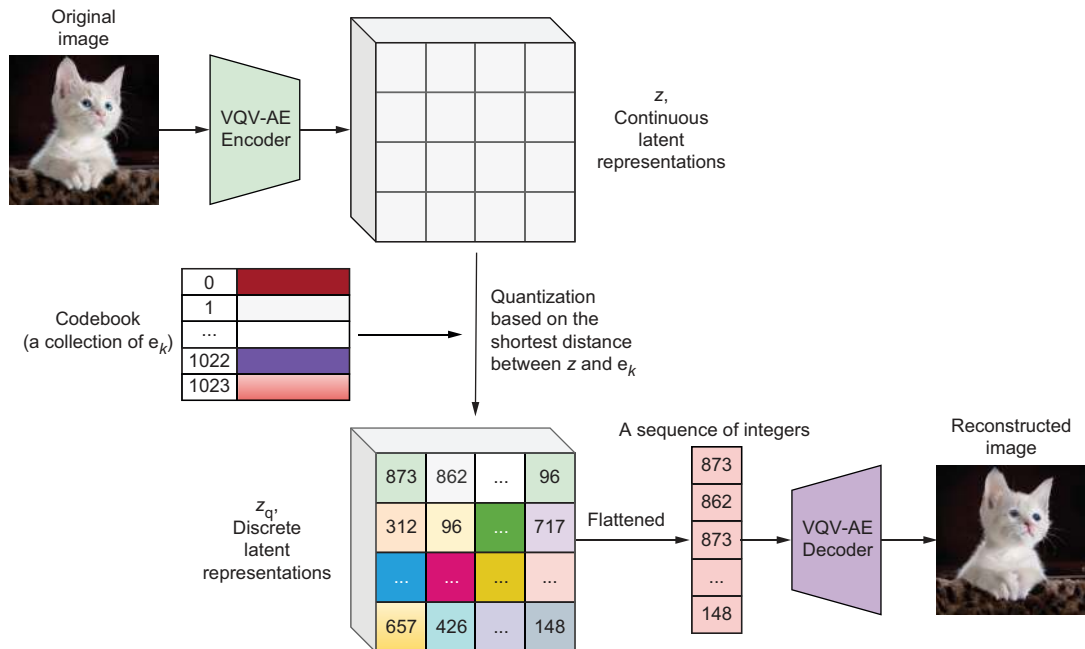 Original
image
VQV-AE
Encoder
z,
Continuous
latent
representations
Codebook
(a collection of eₖ)
0
1
...
1022
1023
Quantization
based on the
shortest distance
between z and eₖ
z_q,
Discrete
latent
representations
873 862 ... 96
312 96 ... 717
... ... ... ...
657 426 ... 148
Flattened
A sequence of integers
873
862
873
...
148
VQV-AE
Decoder
Reconstructed
image